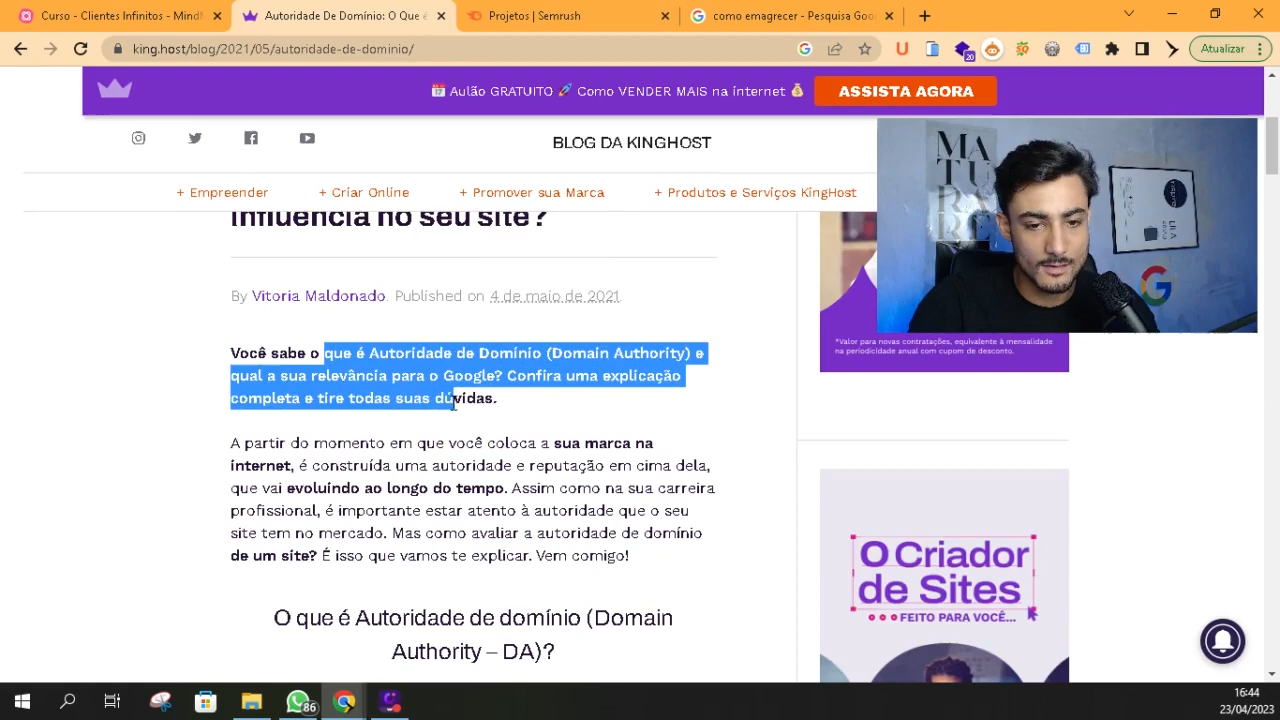 Curso - Clientes Infinitos - Mind
Autoridade De Domínio: O Que é
Projetos | Semrush
como emagrecer - Pesquisa Goo
king.host/blog/2021/05/autoridade-de-dominio/
20
Atualizar
📅 Aulão GRATUITO 🚀 Como VENDER MAIS na internet 💰
ASSISTA AGORA
BLOG DA KINGHOST
+ Empreender
+ Criar Online
+ Promover sua Marca
+ Produtos e Serviços KingHost
influência no seu site?
By Vitoria Maldonado. Published on 4 de maio de 2021.
Você sabe o que é Autoridade de Domínio (Domain Authority) e
qual a sua relevância para o Google? Confira uma explicação
completa e tire todas suas dúvidas.
A partir do momento em que você coloca a sua marca na
internet, é construída uma autoridade e reputação em cima dela,
que vai evoluindo ao longo do tempo. Assim como na sua carreira
profissional, é importante estar atento à autoridade que o seu
site tem no mercado. Mas como avaliar a autoridade de domínio
de um site? É isso que vamos te explicar. Vem comigo!
O que é Autoridade de domínio (Domain
Authority – DA)?
MA
TU
*Valor para novas contratações, equivalente à mensalidade
na periodicidade anual com cupom de desconto.
O Criador
de Sites
FEITO PARA VOCÊ...
86
16:44
23/04/2023